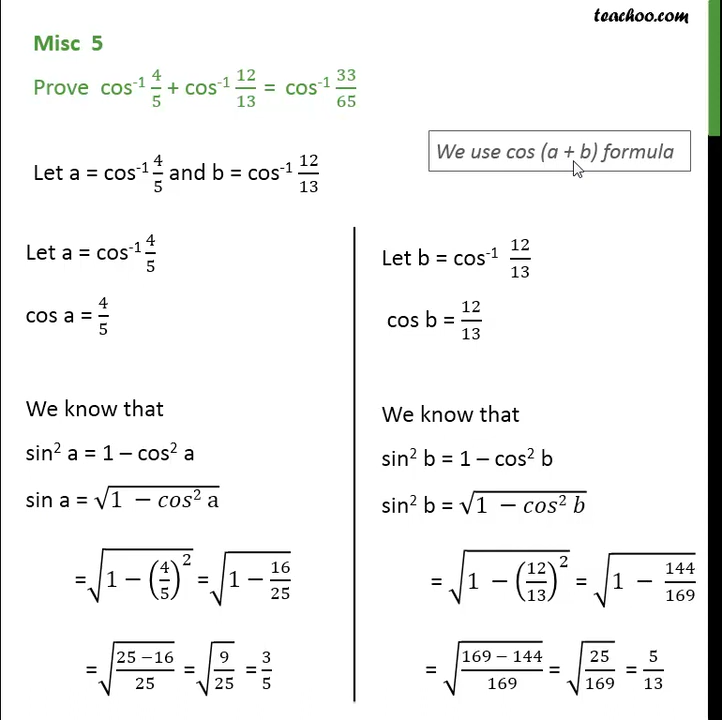 teachoo.com
Misc 5
Prove cos⁻¹ 4/5 + cos⁻¹ 12/13 = cos⁻¹ 33/65
We use cos (a + b) formula
Let a = cos⁻¹ 4/5 and b = cos⁻¹ 12/13
Let a = cos⁻¹ 4/5
cos a = 4/5
We know that
sin² a = 1 – cos² a
sin a = √(1 − cos² a)
= √(1 − (4/5)²) = √(1 − 16/25)
= √((25 −16)/25) = √(9/25) = 3/5
Let b = cos⁻¹ 12/13
cos b = 12/13
We know that
sin² b = 1 – cos² b
sin² b = √(1 − cos² b)
= √(1 − (12/13)²) = √(1 − 144/169)
= √((169 − 144)/169) = √(25/169) = 5/13